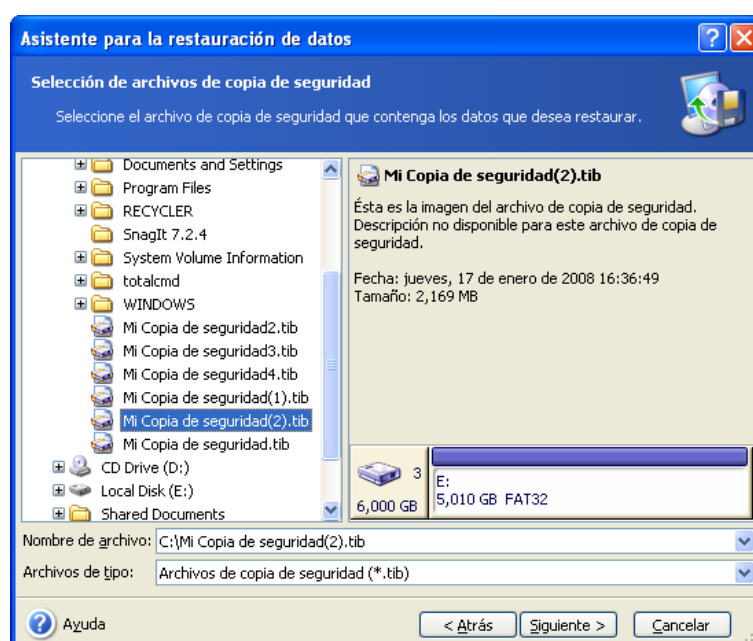 Asistente para la restauración de datos
Selección de archivos de copia de seguridad
Seleccione el archivo de copia de seguridad que contenga los datos que desea restaurar.
Documents and Settings
Program Files
RECYCLER
SnagIt 7.2.4
System Volume Information
totalcmd
WINDOWS
Mi Copia de seguridad2.tib
Mi Copia de seguridad3.tib
Mi Copia de seguridad4.tib
Mi Copia de seguridad(1).tib
Mi Copia de seguridad(2).tib
Mi Copia de seguridad.tib
CD Drive (D:)
Local Disk (E:)
Shared Documents
Mi Copia de seguridad(2).tib
Ésta es la imagen del archivo de copia de seguridad.
Descripción no disponible para este archivo de copia de
seguridad.
Fecha: jueves, 17 de enero de 2008 16:36:49
Tamaño: 2,169 MB
3
6,000 GB
E:
5,010 GB FAT32
Nombre de archivo: C:\Mi Copia de seguridad(2).tib
Archivos de tipo: Archivos de copia de seguridad (*.tib)
Ayuda
< Atrás
Siguiente >
Cancelar